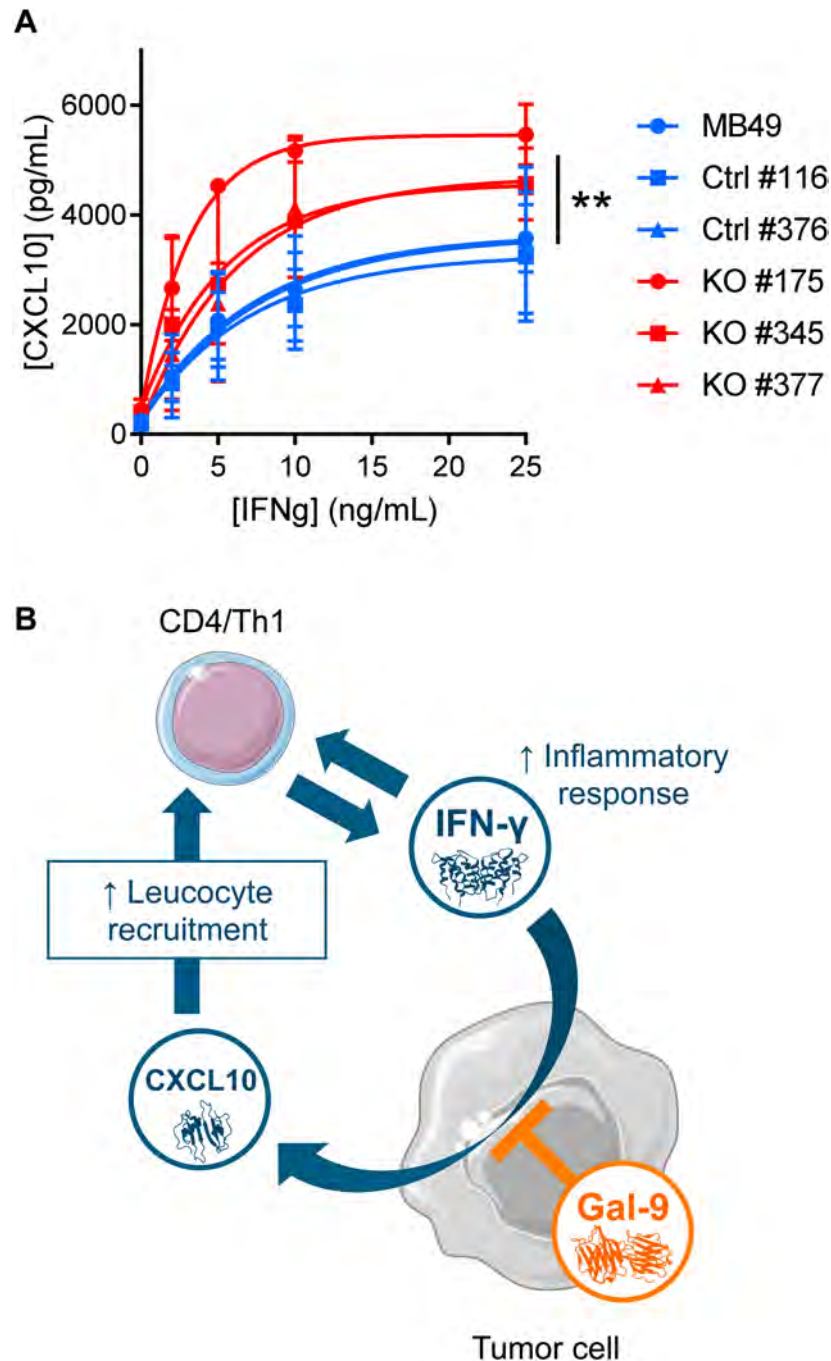 A
6000
4000
2000
0
[CXCL10] (pg/mL)
0
5
10
15
20
25
[IFNg] (ng/mL)
**
MB49
Ctrl #116
Ctrl #376
KO #175
KO #345
KO #377
B
CD4/Th1
↑ Inflammatory
response
IFN-γ
↑ Leucocyte
recruitment
CXCL10
Gal-9
Tumor cell